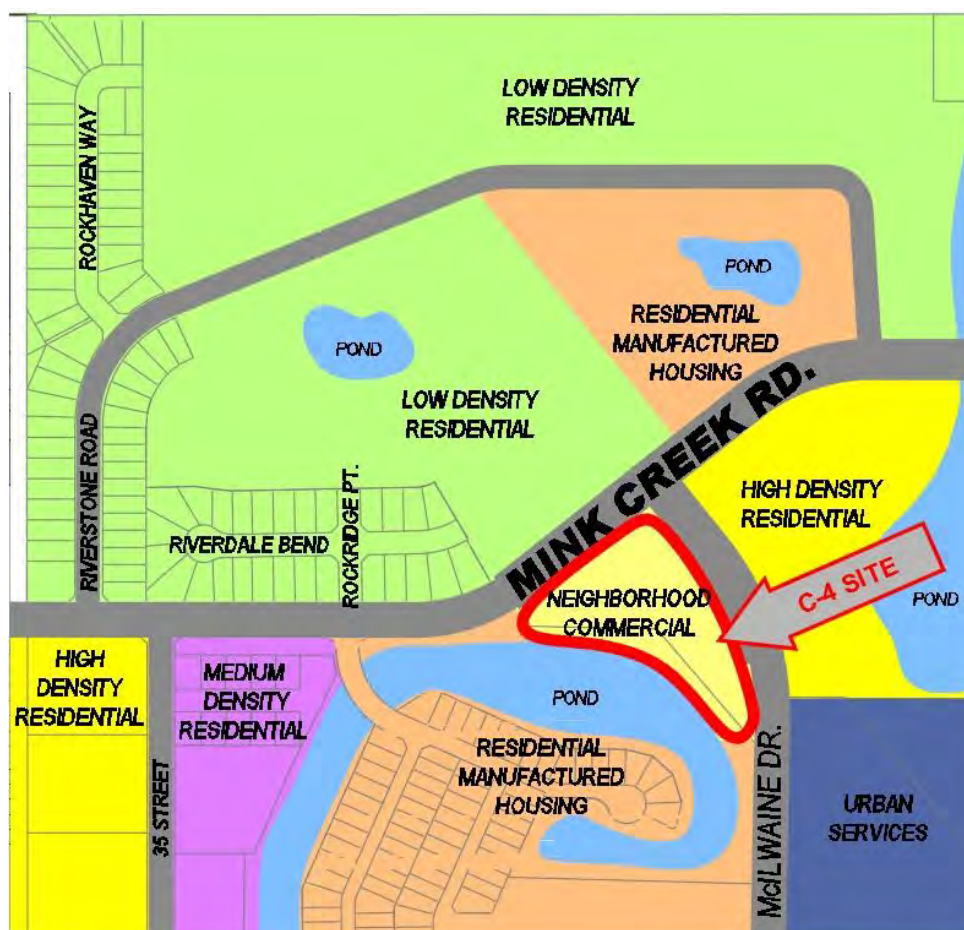 LOW DENSITY
RESIDENTIAL
ROCKHAVEN WAY
POND
RESIDENTIAL
MANUFACTURED
HOUSING
POND
LOW DENSITY
RESIDENTIAL
MINK CREEK RD.
RIVERSTONE ROAD
ROCKRIDGE PT.
RIVERDALE BEND
HIGH DENSITY
RESIDENTIAL
C-4 SITE
POND
NEIGHBORHOOD
COMMERCIAL
HIGH
DENSITY
RESIDENTIAL
MEDIUM
DENSITY
RESIDENTIAL
POND
RESIDENTIAL
MANUFACTURED
HOUSING
35 STREET
McILWAINE DR.
URBAN
SERVICES